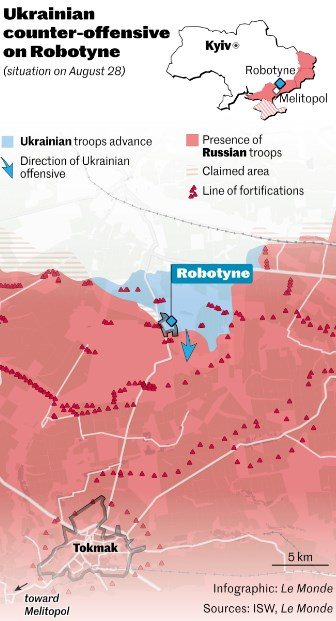 Ukrainian
counter-offensive
on Robotyne
(situation on August 28)
Kyiv
Robotyne
Melitopol
Ukrainian troops advance
Direction of Ukrainian
offensive
Presence of
Russian troops
Claimed area
Line of fortifications
Robotyne
Tokmak
5 km
toward
Melitopol
Infographic: Le Monde
Sources: ISW, Le Monde